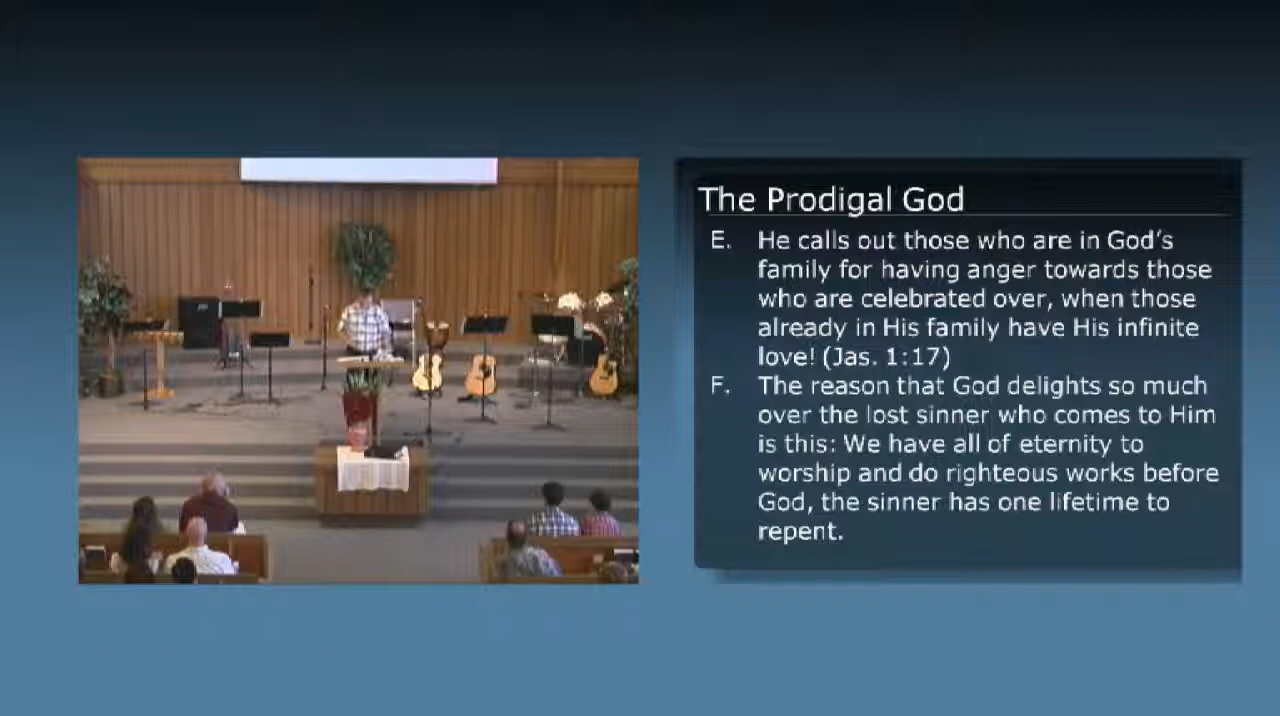 The Prodigal God
E. He calls out those who are in God's
family for having anger towards those
who are celebrated over, when those
already in His family have His infinite
love! (Jas. 1:17)
F. The reason that God delights so much
over the lost sinner who comes to Him
is this: We have all of eternity to
worship and do righteous works before
God, the sinner has one lifetime to
repent.